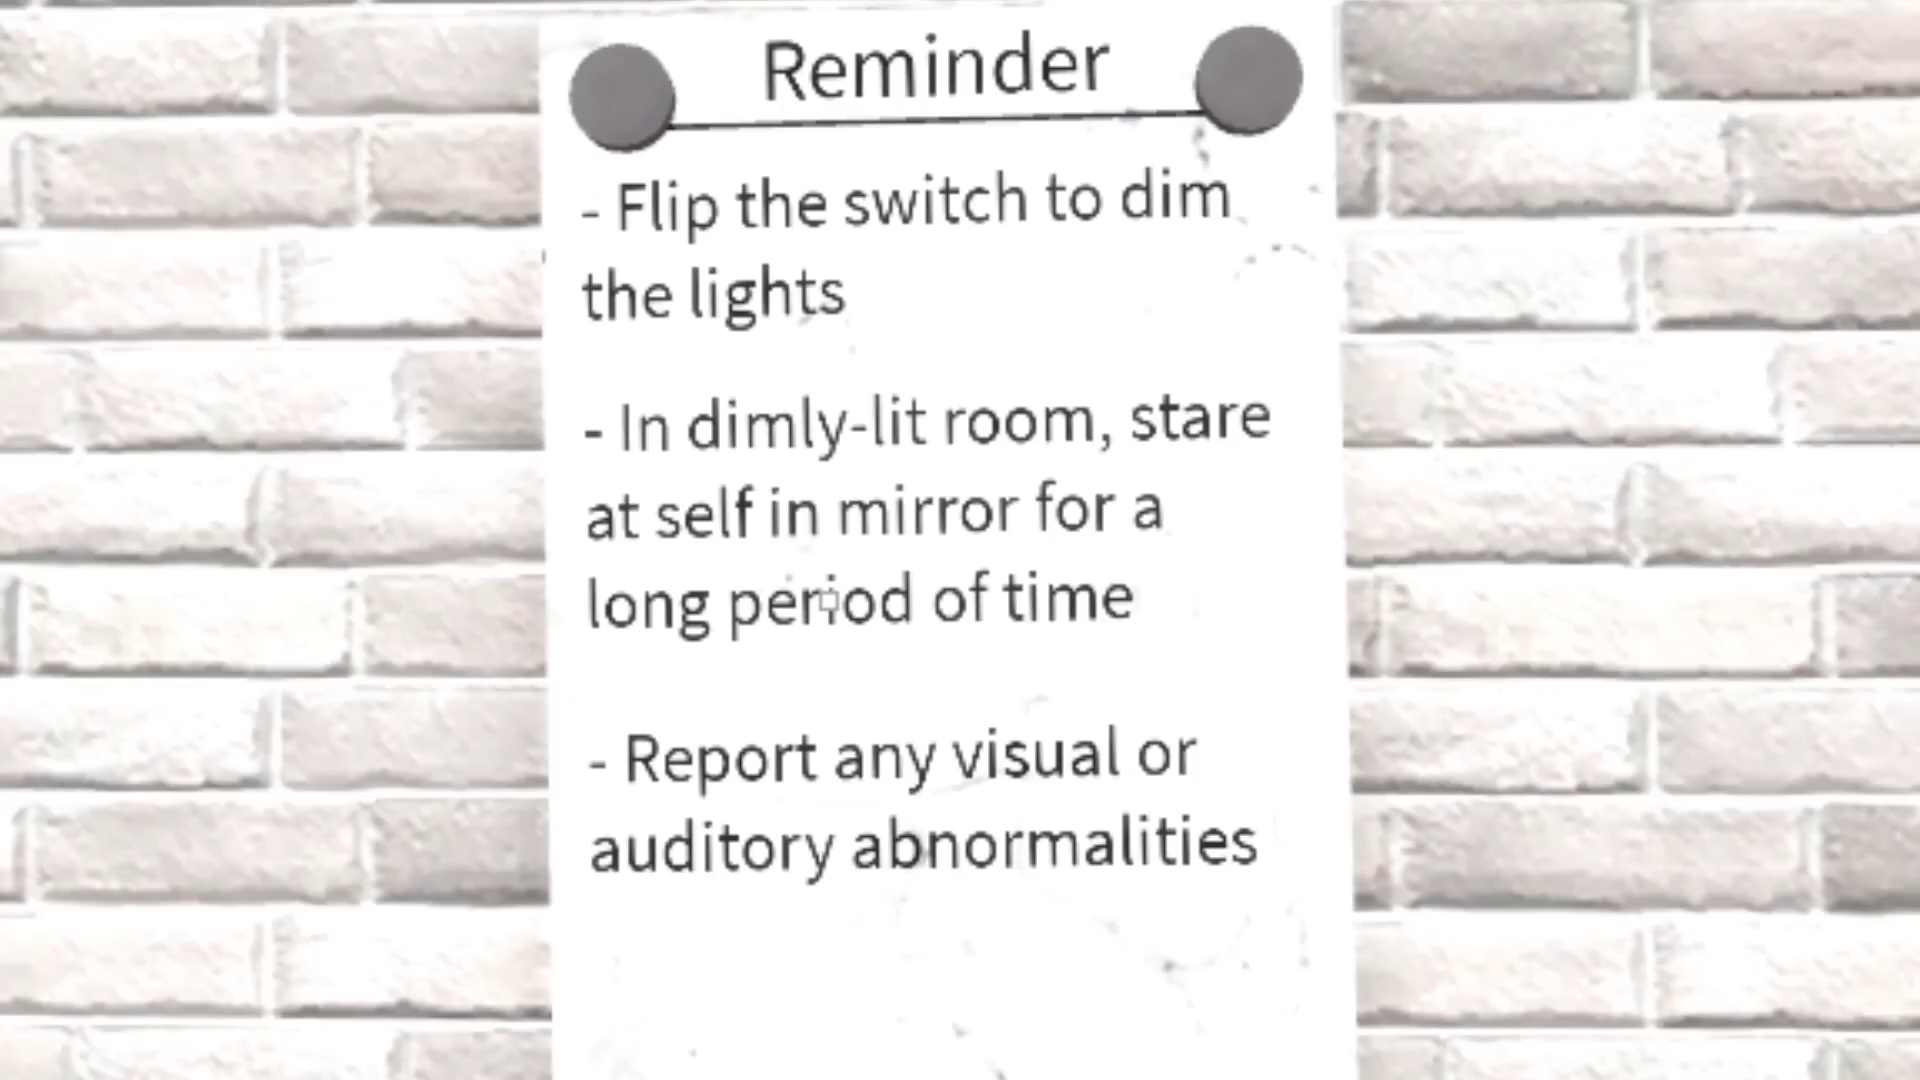 Reminder
- Flip the switch to dim
the lights
- In dimly-lit room, stare
at self in mirror for a
long period of time
- Report any visual or
auditory abnormalities